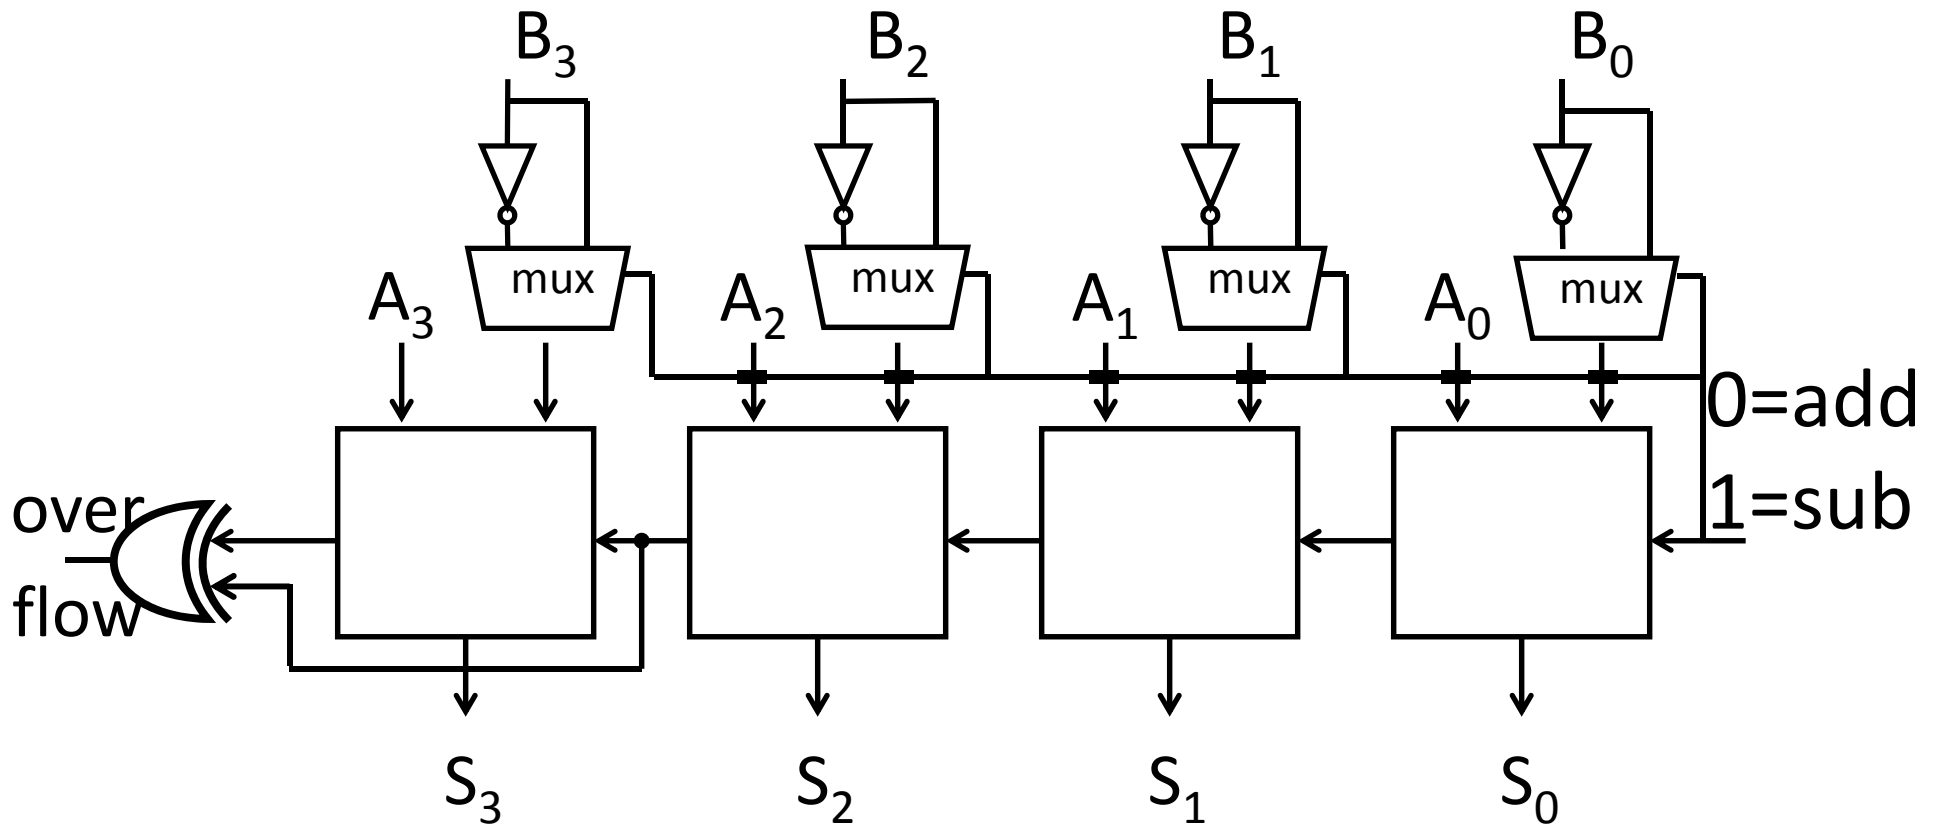 B₃ B₂ B₁ B₀
mux mux mux mux
A₃ A₂ A₁ A₀
0=add
1=sub
over
flow
S₃ S₂ S₁ S₀